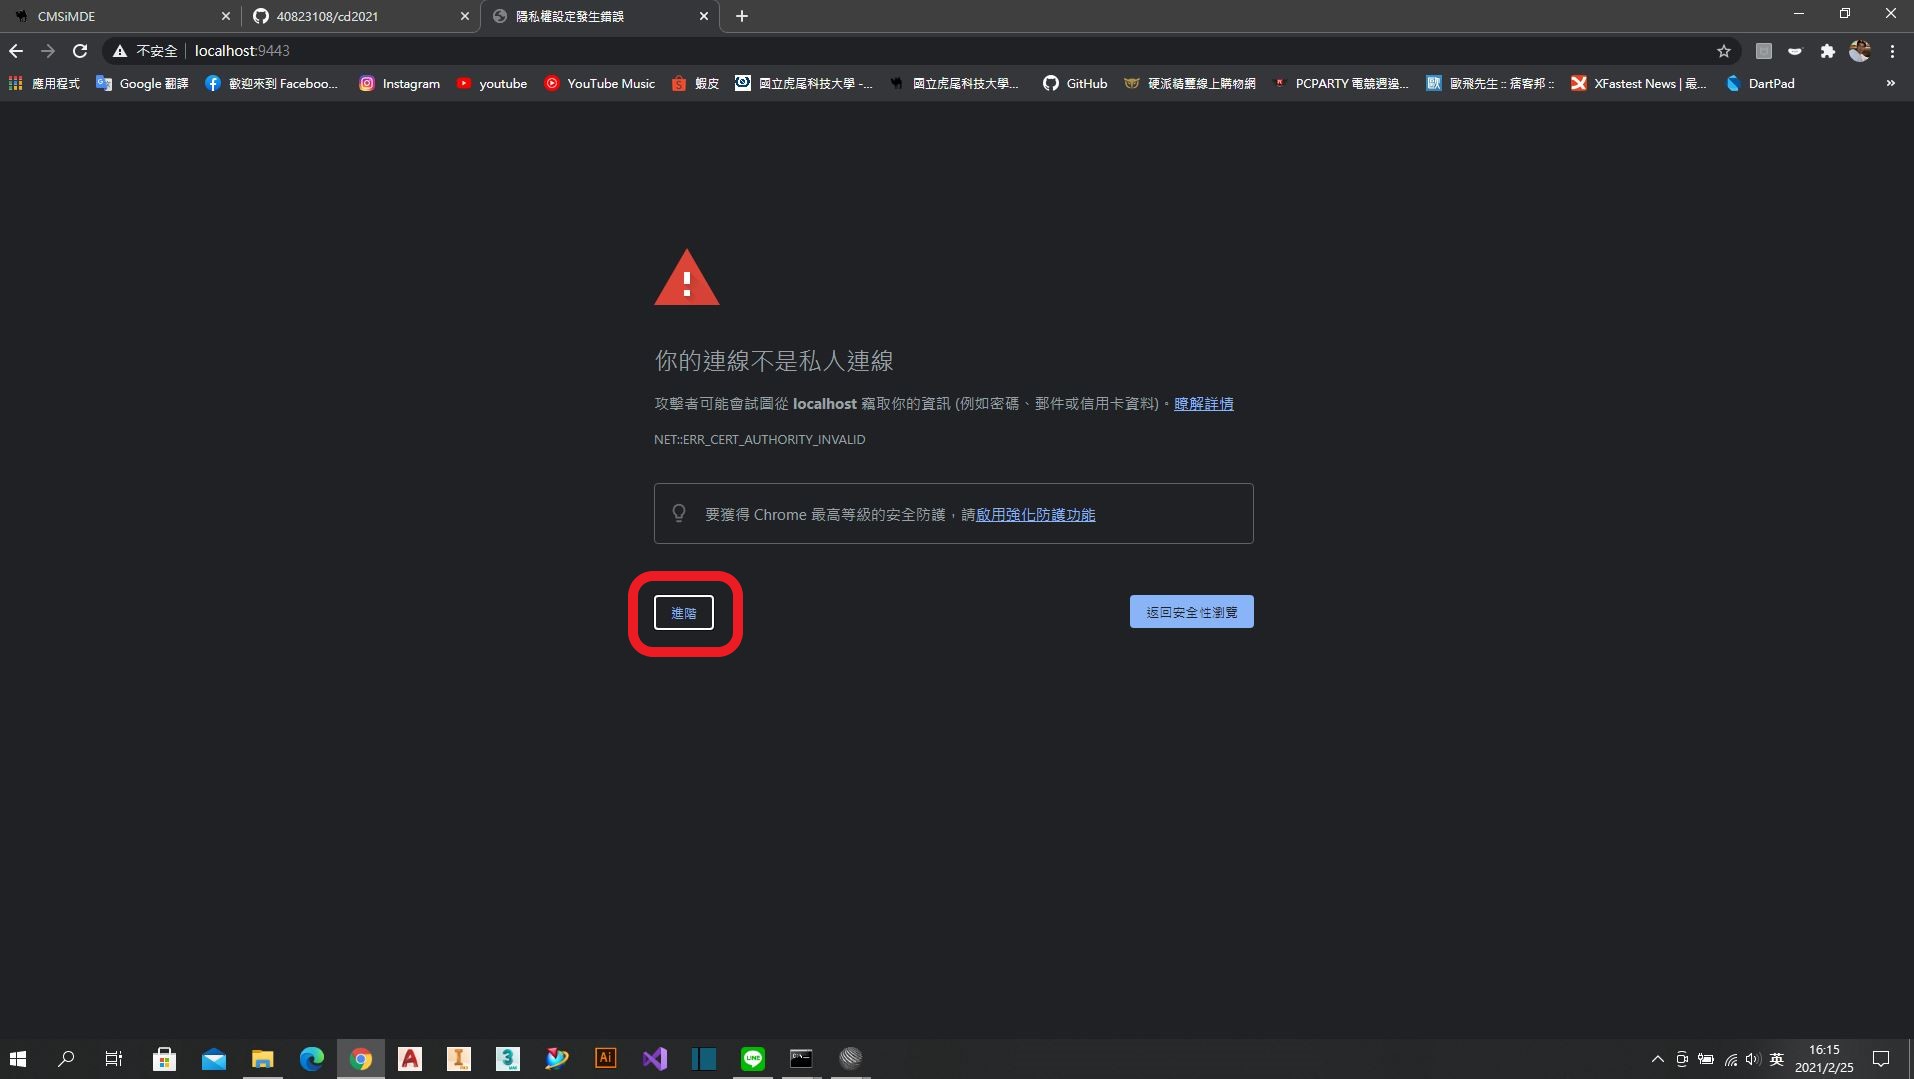 CMSiMDE
40823108/cd2021
隱私權設定發生錯誤
不安全 localhost:9443
應用程式 Google 翻譯 歡迎來到 Faceboo... Instagram youtube YouTube Music 蝦皮 國立虎尾科技大學 -... 國立虎尾科技大學... GitHub 硬派精璽線上購物網 PCPARTY 電競週邊... 歐飛先生 :: 痞客邦 :: XFastest News | 最... DartPad »
你的連線不是私人連線
攻擊者可能會試圖從 localhost 竊取你的資訊 (例如密碼、郵件或信用卡資料)。瞭解詳情
NET::ERR_CERT_AUTHORITY_INVALID
要獲得 Chrome 最高等級的安全防護，請啟用強化防護功能
進階
返回安全性瀏覽
英
16:15
2021/2/25